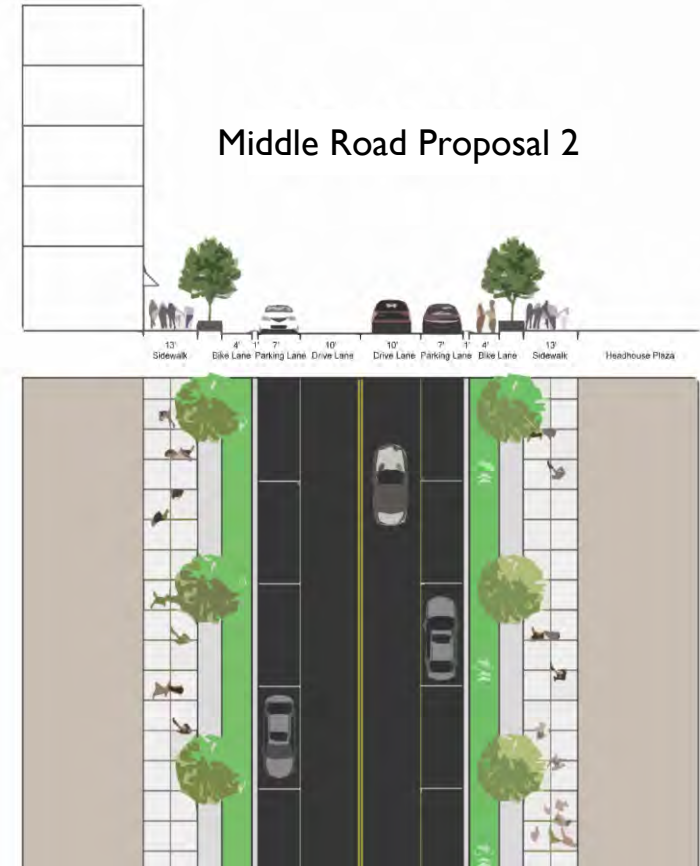 Middle Road Proposal 2
13' 4' 1' 7' 10' 10' 7' 1' 4' 13'
Sidewalk Bike Lane Parking Lane Drive Lane Drive Lane Parking Lane Bike Lane Sidewalk Headhouse Plaza